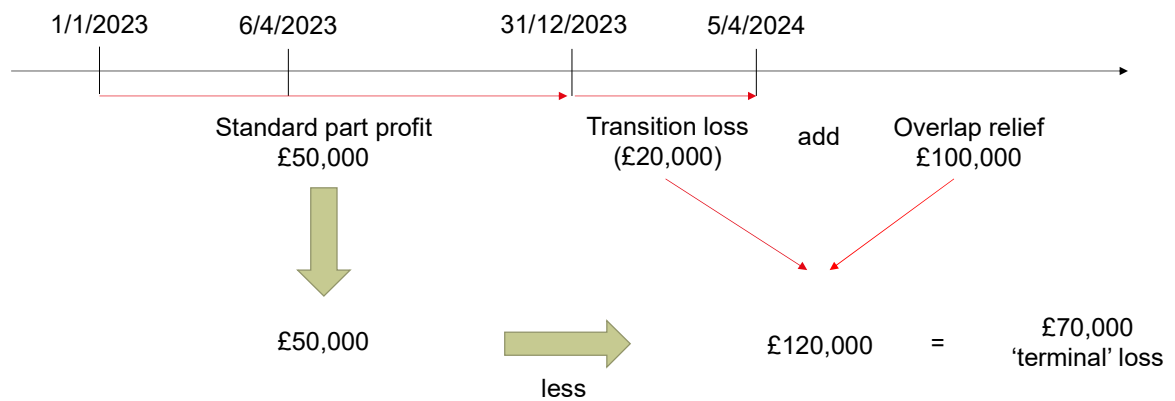 1/1/2023
6/4/2023
31/12/2023
5/4/2024
Standard part profit
£50,000
Transition loss
(£20,000)
add
Overlap relief
£100,000
£50,000
less
£120,000
=
£70,000
‘terminal’ loss